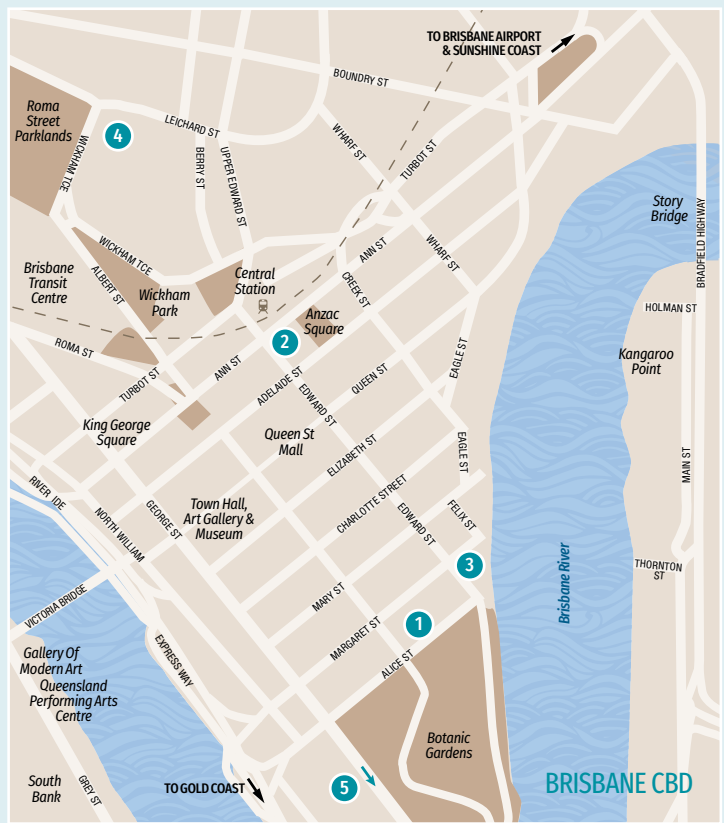 TO BRISBANE AIRPORT
& SUNSHINE COAST
BOUNDRY ST
Roma
Street
Parklands
4
LEICHARD ST
WICKHAM TCE
BERRY ST
UPPER EDWARD ST
WHARF ST
TURBOT ST
Story
Bridge
BRADFIELD HIGHWAY
WICKHAM TCE
ANN ST
WHARF ST
Brisbane
Transit
Centre
ALBERT ST
Wickham
Park
Central
Station
CREEK ST
HOLMAN ST
Anzac
Square
2
ROMA ST
Kangaroo
Point
EAGLE ST
TURBOT ST
ANN ST
ADELAIDE ST
EDWARD ST
QUEEN ST
King George
Square
Queen St
Mall
ELIZABETH ST
EAGLE ST
MAIN ST
RIVER IDE
NORTH WILLIAM
GEORGE ST
Town Hall,
Art Gallery &
Museum
CHARLOTTE STREET
EDWARD ST
FELIX ST
3
THORNTON
ST
Brisbane River
VICTORIA BRIDGE
MARY ST
MARGARET ST
1
ALICE ST
EXPRESS WAY
Gallery Of
Modern Art
Queensland
Performing Arts
Centre
Botanic
Gardens
South
Bank
GREY ST
TO GOLD COAST
5
BRISBANE CBD